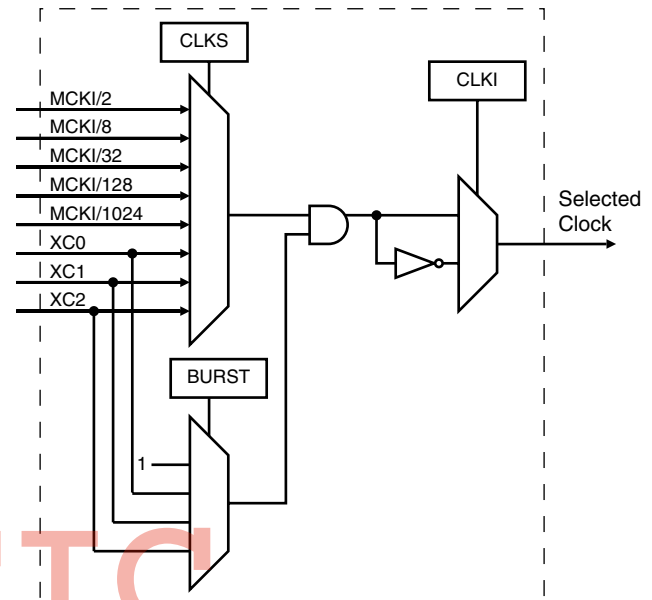 CLKS
CLKI
MCKI/2
MCKI/8
MCKI/32
MCKI/128
MCKI/1024
XC0
XC1
XC2
Selected
Clock
BURST
1